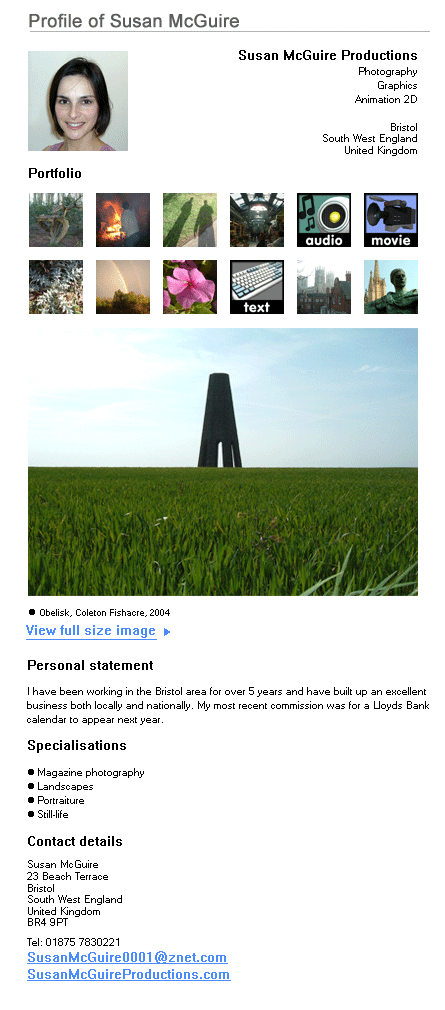 Profile of Susan McGuire
Susan McGuire Productions
Photography
Graphics
Animation 2D
Bristol
South West England
United Kingdom
Portfolio
audio
movie
text
Obelisk, Coleton Fishacre, 2004
View full size image
Personal statement
I have been working in the Bristol area for over 5 years and have built up an excellent
business both locally and nationally. My most recent commission was for a Lloyds Bank
calendar to appear next year.
Specialisations
Magazine photography
Landscapes
Portraiture
Still-life
Contact details
Susan McGuire
23 Beach Terrace
Bristol
South West England
United Kingdom
BR4 9PT
Tel: 01875 7830221
SusanMcGuire0001@znet.com
SusanMcGuireProductions.com